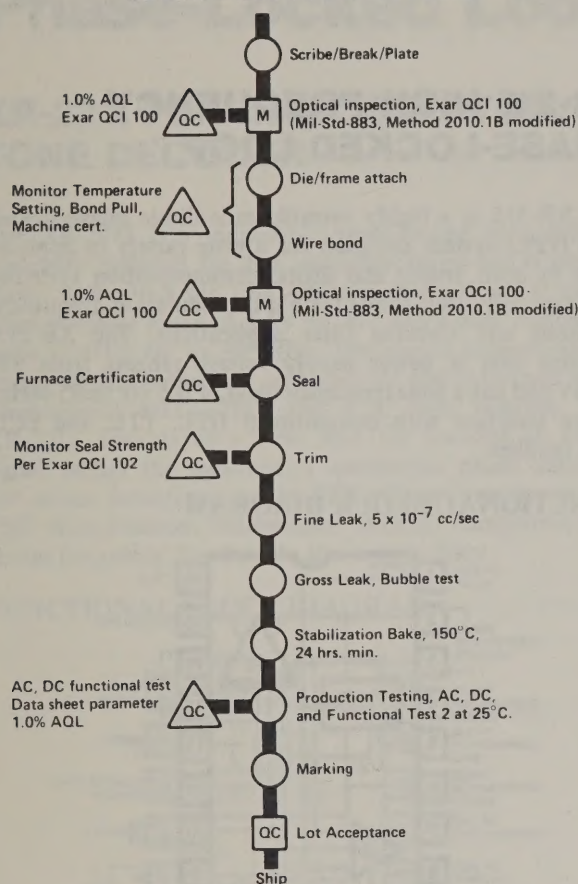 Scribe/Break/Plate
1.0% AQL
Exar QCI 100
QC
M
Optical inspection, Exar QCI 100
(Mil-Std-883, Method 2010.1B modified)
Die/frame attach
Monitor Temperature
Setting, Bond Pull,
Machine cert.
QC
Wire bond
1.0% AQL
Exar QCI 100
QC
M
Optical inspection, Exar QCI 100
(Mil-Std-883, Method 2010.1B modified)
Furnace Certification
QC
Seal
Monitor Seal Strength
Per Exar QCI 102
QC
Trim
Fine Leak, 5 x 10⁻⁷ cc/sec
Gross Leak, Bubble test
Stabilization Bake, 150°C,
24 hrs. min.
AC, DC functional test
Data sheet parameter
1.0% AQL
QC
Production Testing, AC, DC,
and Functional Test 2 at 25°C.
Marking
QC
Lot Acceptance
Ship